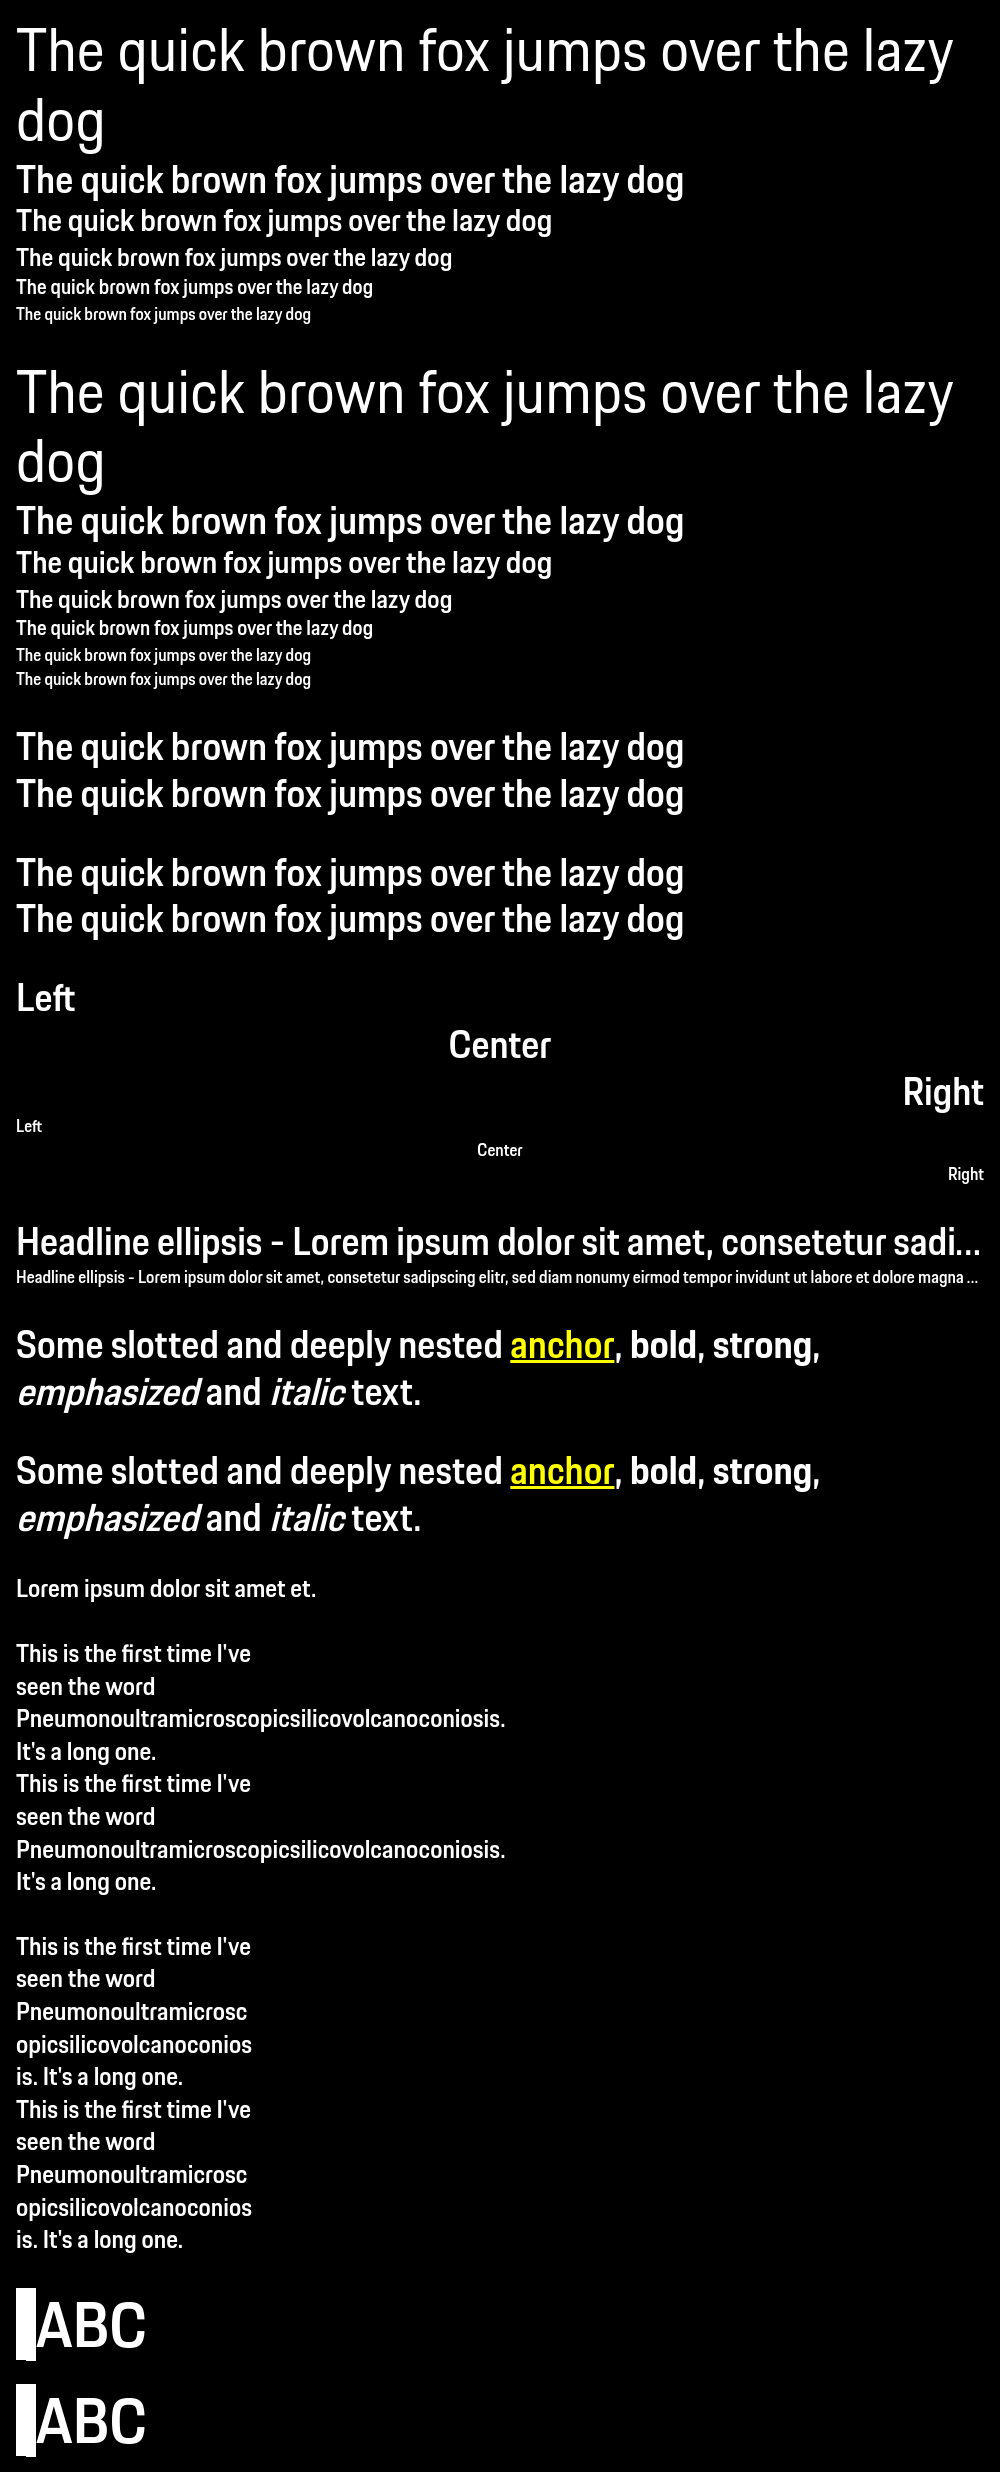 The quick brown fox jumps over the lazy
dog
The quick brown fox jumps over the lazy dog
The quick brown fox jumps over the lazy dog
The quick brown fox jumps over the lazy dog
The quick brown fox jumps over the lazy dog
The quick brown fox jumps over the lazy dog
The quick brown fox jumps over the lazy
dog
The quick brown fox jumps over the lazy dog
The quick brown fox jumps over the lazy dog
The quick brown fox jumps over the lazy dog
The quick brown fox jumps over the lazy dog
The quick brown fox jumps over the lazy dog
The quick brown fox jumps over the lazy dog
The quick brown fox jumps over the lazy dog
The quick brown fox jumps over the lazy dog
The quick brown fox jumps over the lazy dog
The quick brown fox jumps over the lazy dog
Left
Center
Right
Left
Center
Right
Headline ellipsis - Lorem ipsum dolor sit amet, consetetur sadi...
Headline ellipsis - Lorem ipsum dolor sit amet, consetetur sadipscing elitr, sed diam nonumy eirmod tempor invidunt ut labore et dolore magna ...
Some slotted and deeply nested anchor, bold, strong,
emphasized and italic text.
Some slotted and deeply nested anchor, bold, strong,
emphasized and italic text.
Lorem ipsum dolor sit amet et.
This is the first time I've
seen the word
Pneumonoultramicroscopicsilicovolcanoconiosis.
It's a long one.
This is the first time I've
seen the word
Pneumonoultramicroscopicsilicovolcanoconiosis.
It's a long one.
This is the first time I've
seen the word
Pneumonoultramicrosc
opicsilicovolcanoconios
is. It's a long one.
This is the first time I've
seen the word
Pneumonoultramicrosc
opicsilicovolcanoconios
is. It's a long one.
ABC
ABC